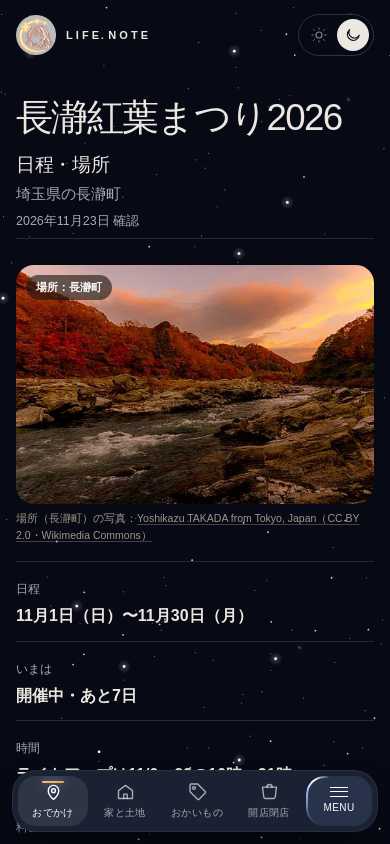 LIFE.NOTE
長瀞紅葉まつり2026
日程・場所
埼玉県の長瀞町
2026年11月23日 確認
場所：長瀞町
場所（長瀞町）の写真：Yoshikazu TAKADA from Tokyo, Japan（CC BY
2.0・Wikimedia Commons）
日程
11月1日（日）〜11月30日（月）
いまは
開催中・あと7日
時間
おでかけ
家と土地
おかいもの
開店閉店
MENU